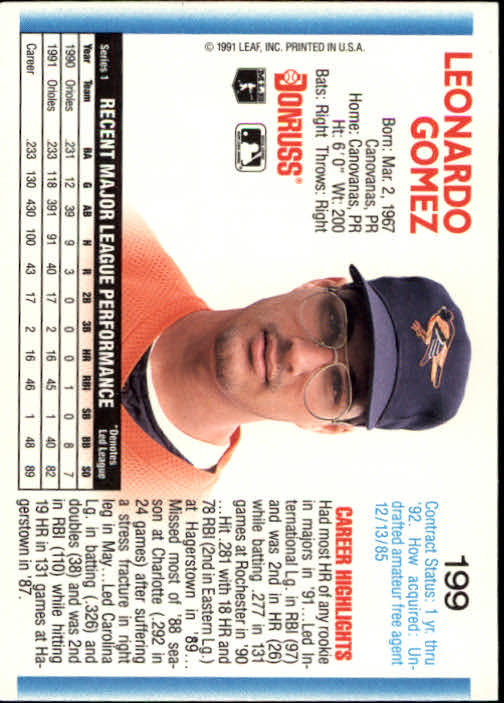 LEONARDO
GOMEZ
Born: Mar. 2, 1967
Canovanas, PR
Home: Canovanas, PR
Ht: 6' 0" Wt: 200
Bats: Right Throws: Right
DONRUSS®
MLB
© 1991 LEAF, INC. PRINTED IN U.S.A.
199
Contract Status: 1 yr. thru
'92. How acquired: Un-
drafted amateur free agent
12/13/85
CAREER HIGHLIGHTS
Had most HR of any rookie
in majors in '91...Led In-
ternational Lg. in RBI (97)
and was 2nd in HR (26)
while batting .277 in 131
games at Rochester in '90
...Hit .281 with 18 HR and
78 RBI (2nd in Eastern Lg.)
at Hagerstown in '89...
Missed most of '88 sea-
son at Charlotte (.292 in
24 games) after suffering
a stress fracture in right
leg in May...Led Carolina
Lg. in batting (.326) and
doubles (38) and was 2nd
in RBI (110) while hitting
19 HR in 131 games at Ha-
gerstown in '87.
Series 1 RECENT MAJOR LEAGUE PERFORMANCE *Denotes
Led League
Year Team BA G AB H R 2B 3B HR RBI SB BB SO
1990 Orioles .231 12 39 9 3 0 0 0 1 0 8 7
1991 Orioles .233 118 391 91 40 17 2 16 45 1 40 82
Career .233 130 430 100 43 17 2 16 46 1 48 89